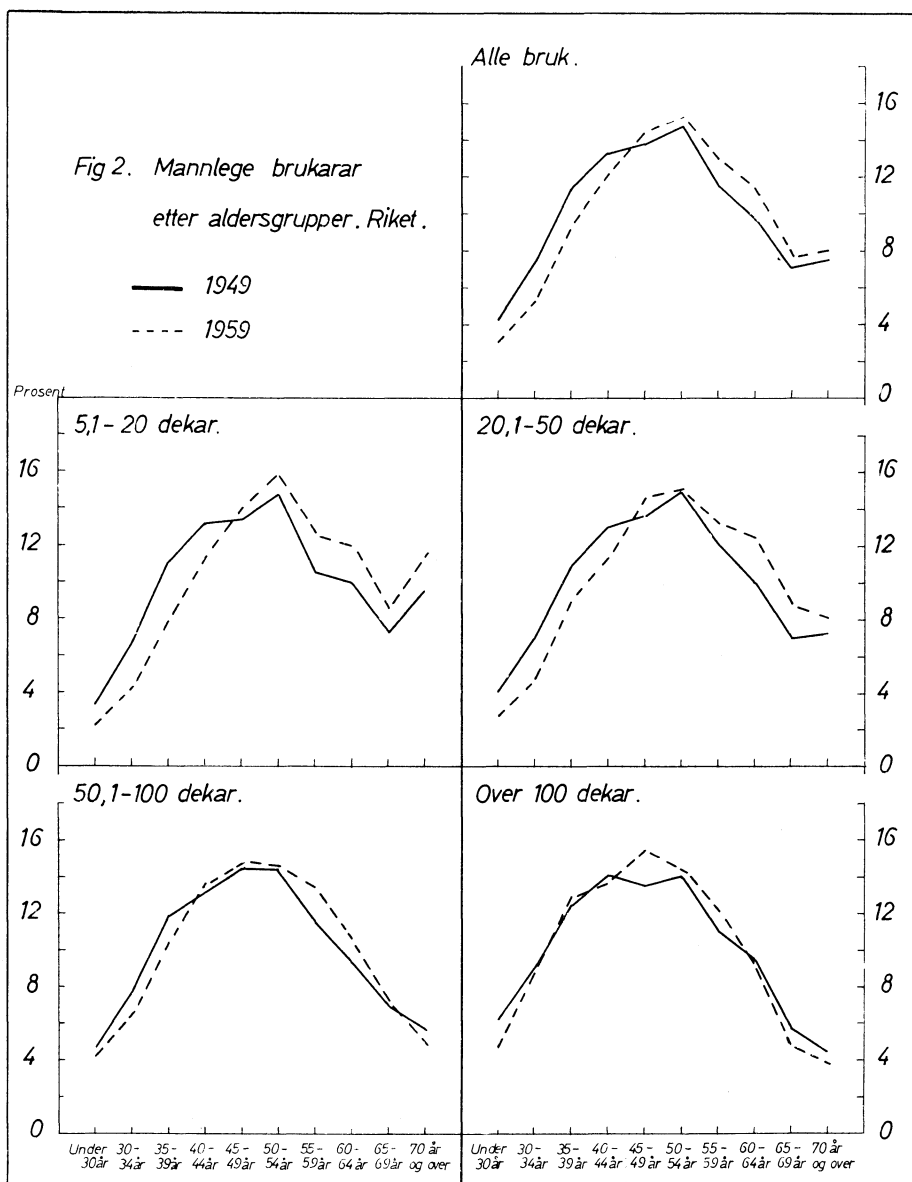 Alle bruk.
Fig 2. Mannlege brukarar
etter aldersgrupper. Riket.
1949
1959
16
12
8
4
0
Prosent
5,1-20 dekar.
16
12
8
4
0
20,1-50 dekar.
16
12
8
4
0
50,1-100 dekar.
16
12
8
4
0
Over 100 dekar.
16
12
8
4
0
Under 30- 35- 40- 45- 50- 55- 60- 65- 70 år
30år 34år 39år 44år 49år 54år 59år 64år 69år og over
Under 30- 35- 40- 45- 50- 55- 60- 65- 70 år
30år 34år 39år 44år 49år 54år 59år 64år 69år og over